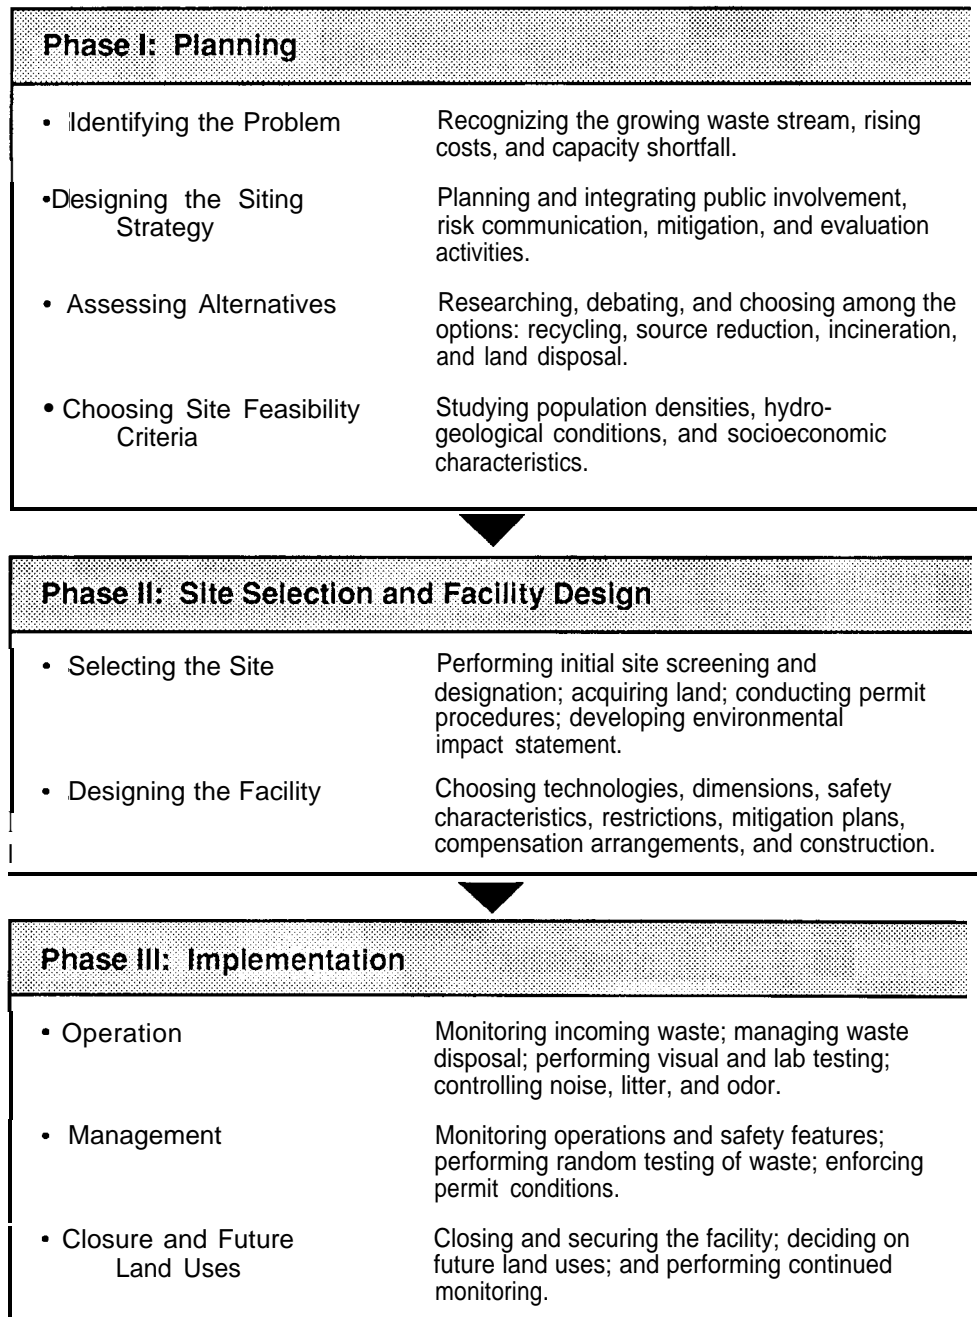 Phase I: Planning
• Identifying the Problem
Recognizing the growing waste stream, rising
costs, and capacity shortfall.
•Designing the Siting
Strategy
Planning and integrating public involvement,
risk communication, mitigation, and evaluation
activities.
• Assessing Alternatives
Researching, debating, and choosing among the
options: recycling, source reduction, incineration,
and land disposal.
• Choosing Site Feasibility
Criteria
Studying population densities, hydro-
geological conditions, and socioeconomic
characteristics.
Phase II: Site Selection and Facility Design
• Selecting the Site
Performing initial site screening and
designation; acquiring land; conducting permit
procedures; developing environmental
impact statement.
• Designing the Facility
Choosing technologies, dimensions, safety
characteristics, restrictions, mitigation plans,
compensation arrangements, and construction.
Phase III: Implementation
• Operation
Monitoring incoming waste; managing waste
disposal; performing visual and lab testing;
controlling noise, litter, and odor.
• Management
Monitoring operations and safety features;
performing random testing of waste; enforcing
permit conditions.
• Closure and Future
Land Uses
Closing and securing the facility; deciding on
future land uses; and performing continued
monitoring.